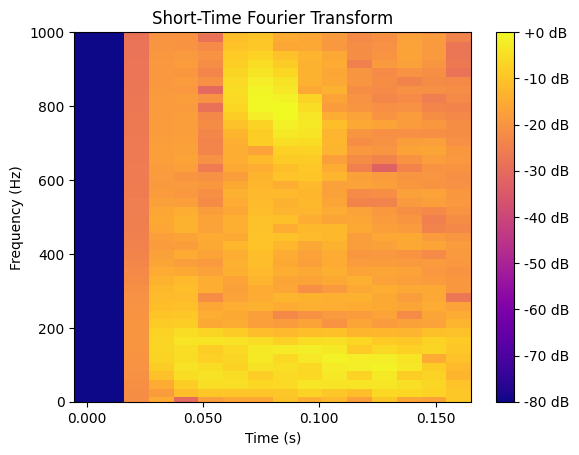 Short-Time Fourier Transform
Frequency (Hz)
1000
800
600
400
200
0
0.000
0.050
0.100
0.150
Time (s)
+0 dB
-10 dB
-20 dB
-30 dB
-40 dB
-50 dB
-60 dB
-70 dB
-80 dB